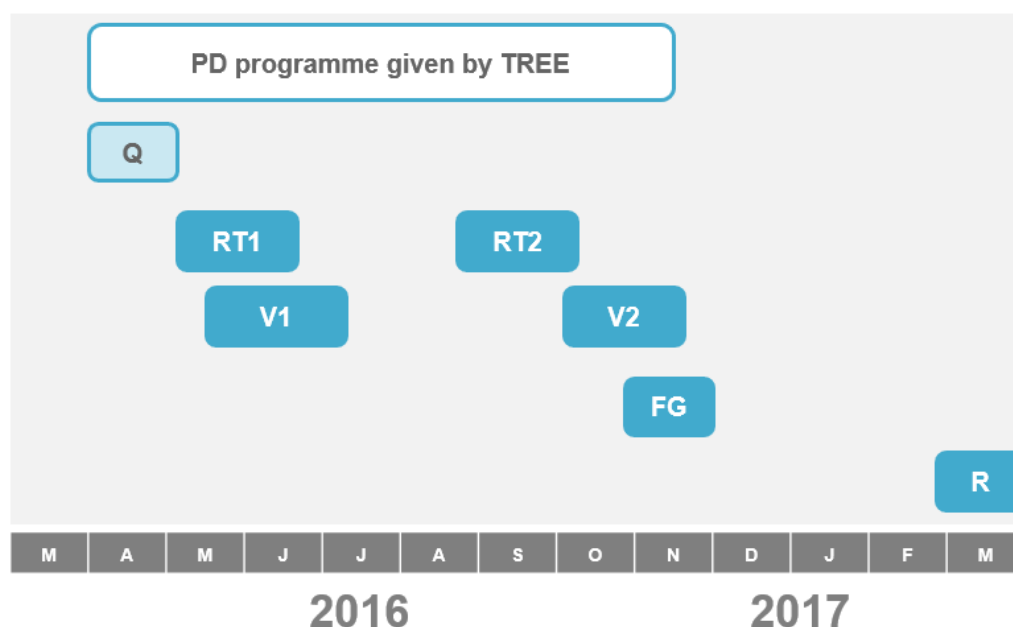 PD programme given by TREE
Q
RT1 RT2
V1 V2
FG
R
M A M J J A S O N D J F M
2016 2017